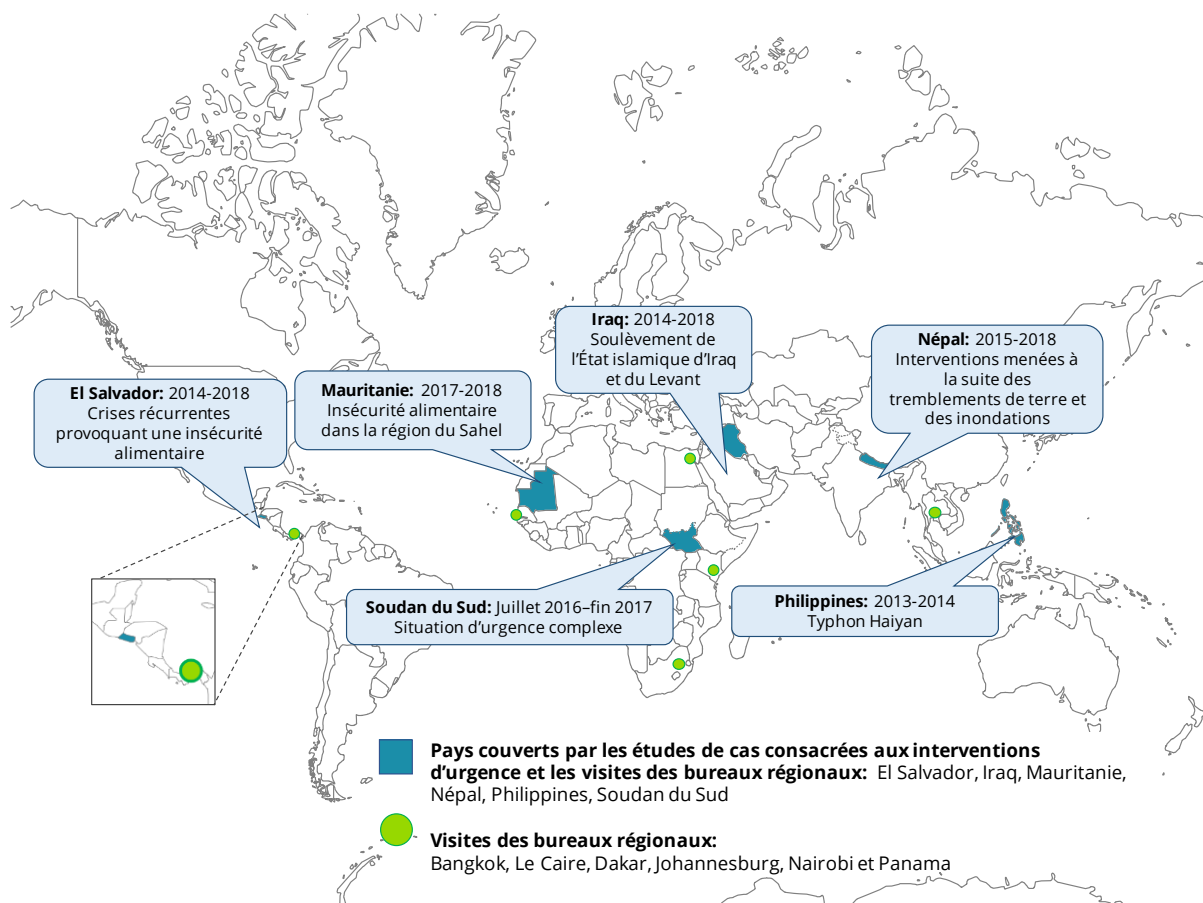 Iraq: 2014-2018
Soulèvement de
l’État islamique d’Iraq
et du Levant
Népal: 2015-2018
Interventions menées à
la suite des
tremblements de terre et
des inondations
El Salvador: 2014-2018
Crises récurrentes
provoquant une insécurité
alimentaire
Mauritanie: 2017-2018
Insécurité alimentaire
dans la région du Sahel
Soudan du Sud: Juillet 2016–fin 2017
Situation d’urgence complexe
Philippines: 2013-2014
Typhon Haiyan
Pays couverts par les études de cas consacrées aux interventions
d’urgence et les visites des bureaux régionaux: El Salvador, Iraq, Mauritanie,
Népal, Philippines, Soudan du Sud
Visites des bureaux régionaux:
Bangkok, Le Caire, Dakar, Johannesburg, Nairobi et Panama